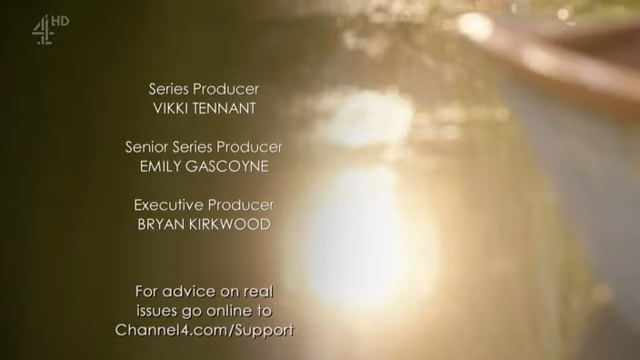 4HD
Series Producer
VIKKI TENNANT
Senior Series Producer
EMILY GASCOYNE
Executive Producer
BRYAN KIRKWOOD
For advice on real
issues go online to
Channel4.com/Support